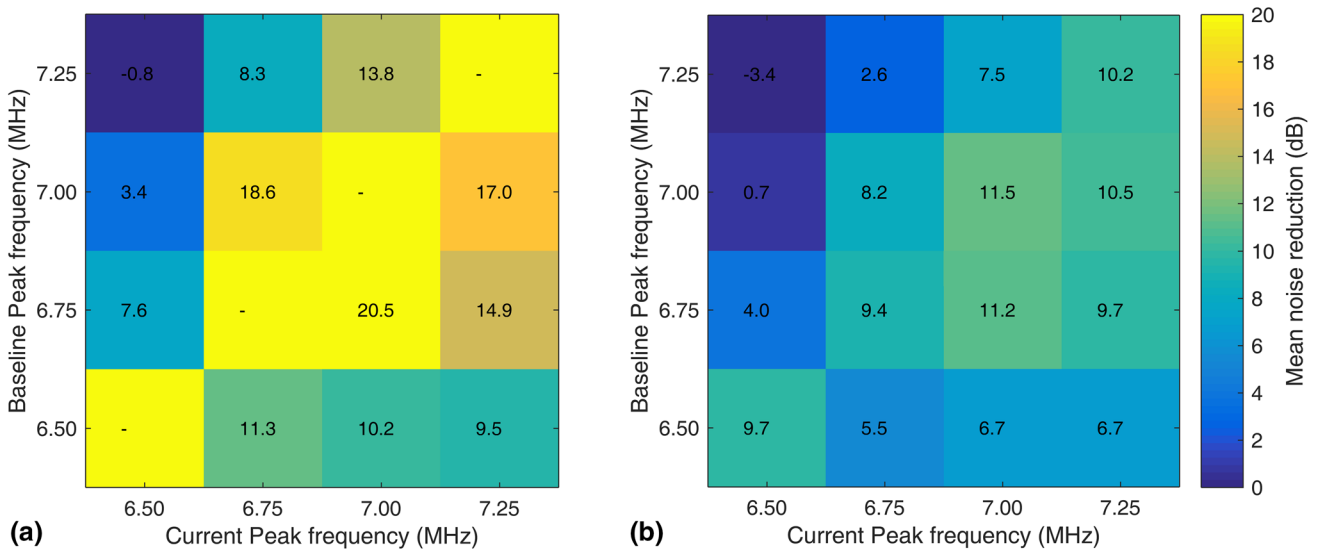 7.25 -0.8 8.3 13.8 -
7.00 3.4 18.6 - 17.0
6.75 7.6 - 20.5 14.9
6.50 - 11.3 10.2 9.5
6.50 6.75 7.00 7.25
Baseline Peak frequency (MHz)
Current Peak frequency (MHz)
(a)
7.25 -3.4 2.6 7.5 10.2
7.00 0.7 8.2 11.5 10.5
6.75 4.0 9.4 11.2 9.7
6.50 9.7 5.5 6.7 6.7
6.50 6.75 7.00 7.25
Baseline Peak frequency (MHz)
Current Peak frequency (MHz)
(b)
20
18
16
14
12
10
8
6
4
2
0
Mean noise reduction (dB)